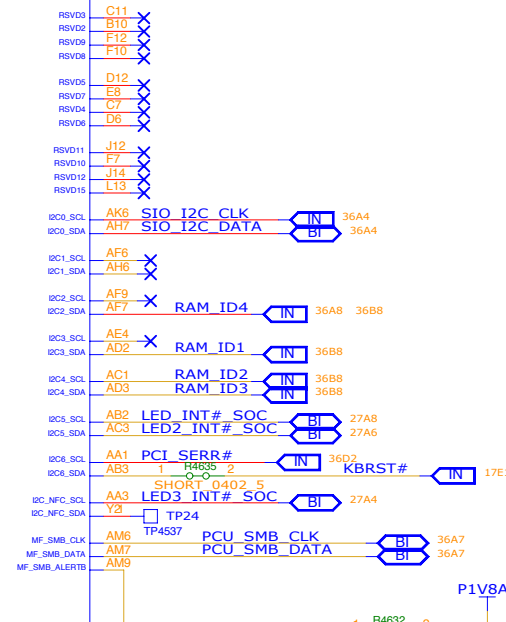 RSVD3 C11
RSVD2 B10
RSVD9 F12
RSVD8 F10
RSVD5 D12
RSVD7 E8
RSVD4 C7
RSVD6 D6
RSVD11 J12
RSVD10 F7
RSVD12 J14
RSVD15 L13
I2C0_SCL AK6 SIO_I2C_CLK IN 36A4
I2C0_SDA AH7 SIO_I2C_DATA BI 36A4
I2C1_SCL AF6
I2C1_SDA AH6
I2C2_SCL AF9
I2C2_SDA AF7 RAM_ID4 IN 36A8 36B8
I2C3_SCL AE4
I2C3_SDA AD2 RAM_ID1 IN 36B8
I2C4_SCL AC1 RAM_ID2 IN 36B8
I2C4_SDA AD3 RAM_ID3 IN 36B8
I2C5_SCL AB2 LED_INT#_SOC BI 27A8
I2C5_SDA AC3 LED2_INT#_SOC BI 27A6
I2C6_SCL AA1 PCI_SERR# IN 36D2
I2C6_SDA AB3 1 R4635 2 KBRST# IN
SHORT_0402_5
I2C_NFC_SCL AA3 LED3_INT#_SOC BI 27A4
I2C_NFC_SDA Y2 TP24
TP4537
MF_SMB_CLK AM6 PCU_SMB_CLK BI 36A7
MF_SMB_DATA AM7 PCU_SMB_DATA BI 36A7
MF_SMB_ALERTB AM9
P1V8A
R4632